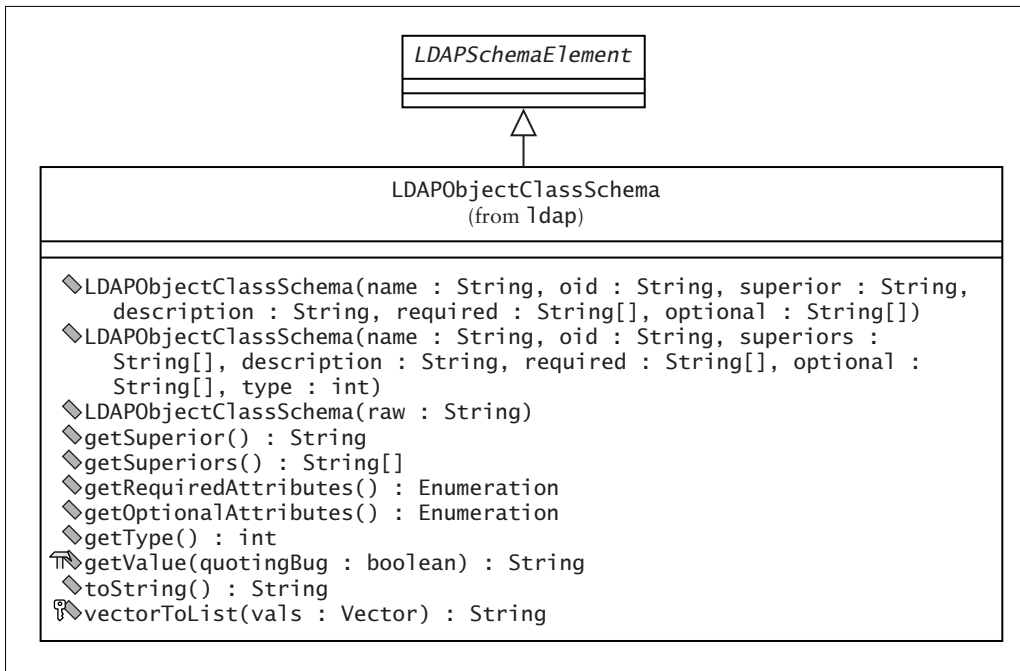 LDAPSchemaElement
LDAPObjectClassSchema
(from ldap)
LDAPObjectClassSchema(name : String, oid : String, superior : String,
description : String, required : String[], optional : String[])
LDAPObjectClassSchema(name : String, oid : String, superiors :
String[], description : String, required : String[], optional :
String[], type : int)
LDAPObjectClassSchema(raw : String)
getSuperior() : String
getSuperiors() : String[]
getRequiredAttributes() : Enumeration
getOptionalAttributes() : Enumeration
getType() : int
getValue(quotingBug : boolean) : String
toString() : String
vectorToList(vals : Vector) : String